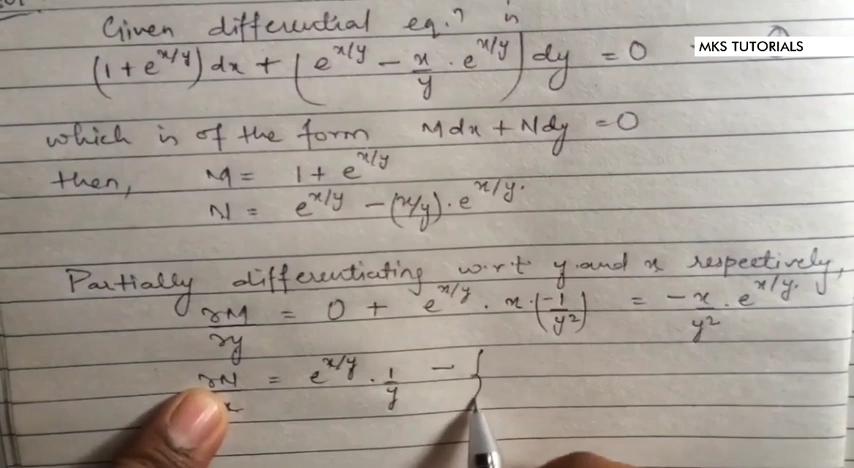 Given differential eq.ⁿ is
(1 + e^{x/y}) dx + (e^{x/y} - x/y . e^{x/y}) dy = 0
MKS TUTORIALS
which is of the form Mdx + Ndy = 0
then, M = 1 + e^{x/y}
N = e^{x/y} - (x/y) . e^{x/y}.
Partially differentiating w.r.t y and x respectively,
∂M/∂y = 0 + e^{x/y} . x . (-1/y²) = -x/y² . e^{x/y}.
∂N/∂x = e^{x/y} . 1/y - {